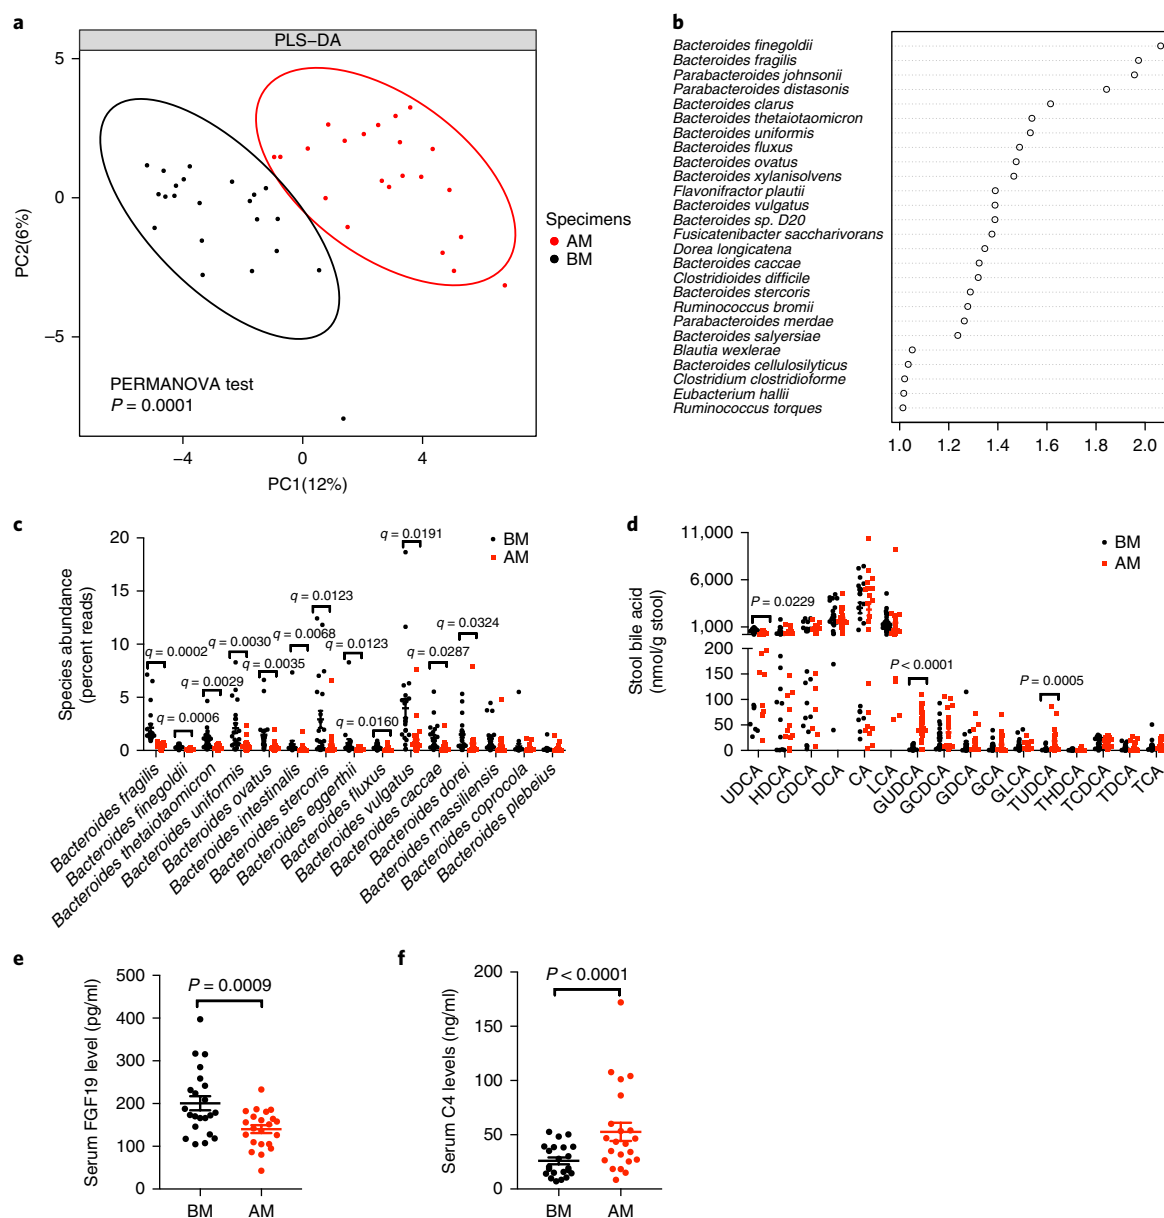 a
PLS–DA
5
0
−5
PC2(6%)
PERMANOVA test
P = 0.0001
−4
0
4
PC1(12%)
Specimens
AM
BM
b
Bacteroides finegoldii
Bacteroides fragilis
Parabacteroides johnsonii
Parabacteroides distasonis
Bacteroides clarus
Bacteroides thetaiotaomicron
Bacteroides uniformis
Bacteroides fluxus
Bacteroides ovatus
Bacteroides xylanisolvens
Flavonifractor plautii
Bacteroides vulgatus
Bacteroides sp. D20
Fusicatenibacter saccharivorans
Dorea longicatena
Bacteroides caccae
Clostridioides difficile
Bacteroides stercoris
Ruminococcus bromii
Parabacteroides merdae
Bacteroides salyersiae
Blautia wexlerae
Bacteroides cellulosilyticus
Clostridium clostridioforme
Eubacterium hallii
Ruminococcus torques
1.0
1.2
1.4
1.6
1.8
2.0
c
Species abundance
(percent reads)
20
15
10
5
0
BM
AM
q = 0.0002
q = 0.0006
q = 0.0029
q = 0.0030
q = 0.0035
q = 0.0068
q = 0.0123
q = 0.0123
q = 0.0160
q = 0.0191
q = 0.0287
q = 0.0324
Bacteroides fragilis
Bacteroides finegoldii
Bacteroides thetaiotaomicron
Bacteroides uniformis
Bacteroides ovatus
Bacteroides intestinalis
Bacteroides stercoris
Bacteroides eggerthii
Bacteroides fluxus
Bacteroides vulgatus
Bacteroides caccae
Bacteroides dorei
Bacteroides massiliensis
Bacteroides coprocola
Bacteroides plebeius
d
Stool bile acid
(nmol/g stool)
11,000
6,000
1,000
200
150
100
50
0
BM
AM
P = 0.0229
P < 0.0001
P = 0.0005
UDCA
HDCA
CDCA
DCA
CA
LCA
GUDCA
GCDCA
GDCA
GCA
GLCA
TUDCA
THDCA
TCDCA
TDCA
TCA
e
Serum FGF19 level (pg/ml)
500
400
300
200
100
0
P = 0.0009
BM
AM
f
Serum C4 levels (ng/ml)
200
150
100
50
0
P < 0.0001
BM
AM